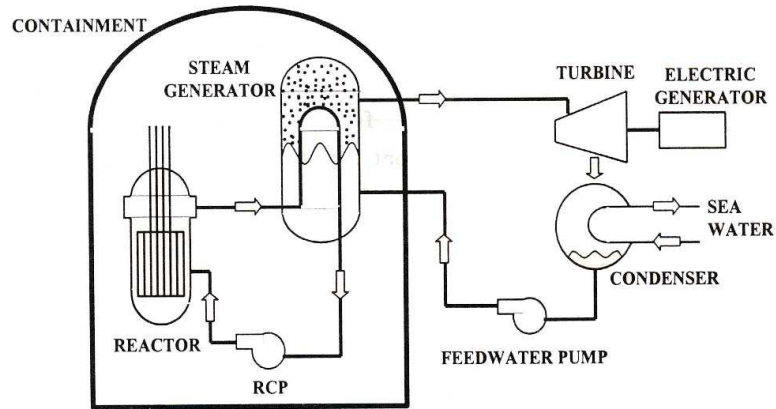 CONTAINMENT
STEAM
GENERATOR
TURBINE
ELECTRIC
GENERATOR
SEA
WATER
CONDENSER
REACTOR
RCP
FEEDWATER PUMP